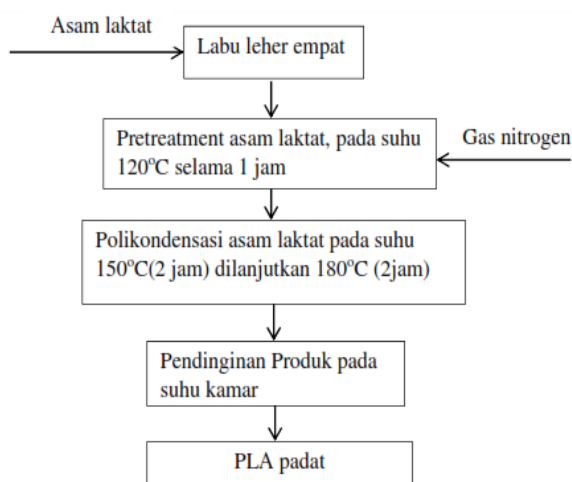 Asam laktat
Labu leher empat
Pretreatment asam laktat, pada suhu
120°C selama 1 jam
Gas nitrogen
Polikondensasi asam laktat pada suhu
150°C(2 jam) dilanjutkan 180°C (2jam)
Pendinginan Produk pada
suhu kamar
PLA padat